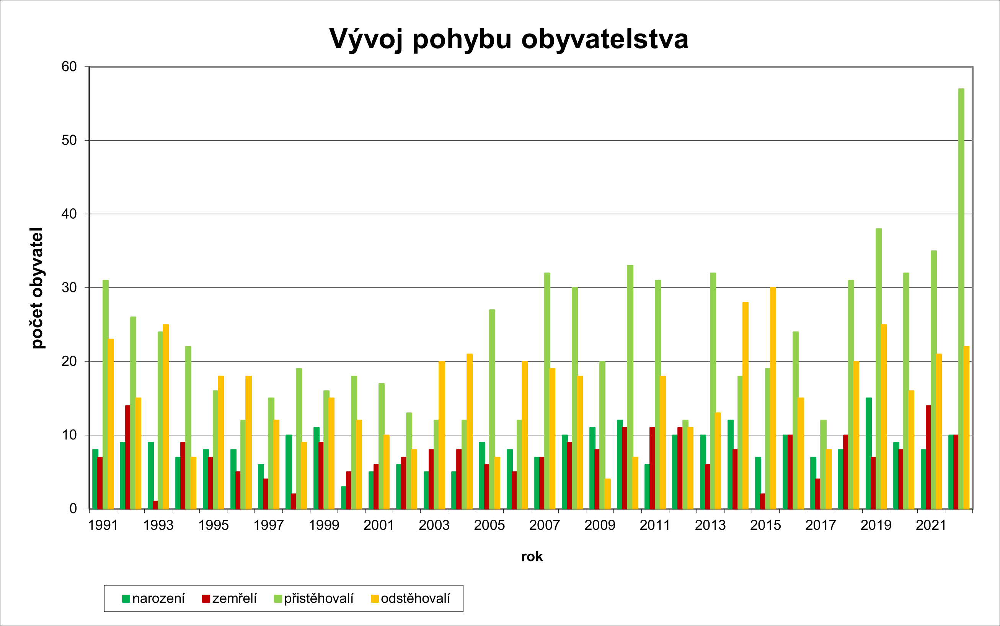 Vývoj pohybu obyvatelstva
60
50
40
30
20
10
0
počet obyvatel
1991 1993 1995 1997 1999 2001 2003 2005 2007 2009 2011 2013 2015 2017 2019 2021
rok
narození zemřelí přistěhovalí odstěhovalí